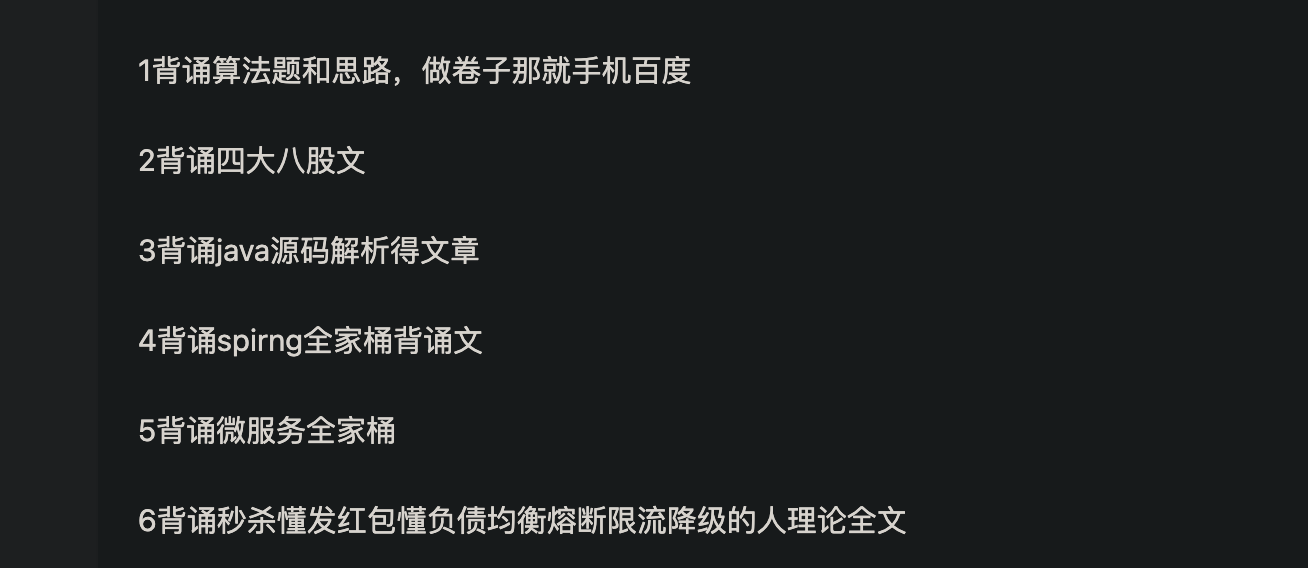 1背诵算法题和思路，做卷子那就手机百度
2背诵四大八股文
3背诵java源码解析得文章
4背诵spirng全家桶背诵文
5背诵微服务全家桶
6背诵秒杀懂发红包懂负债均衡熔断限流降级的人理论全文